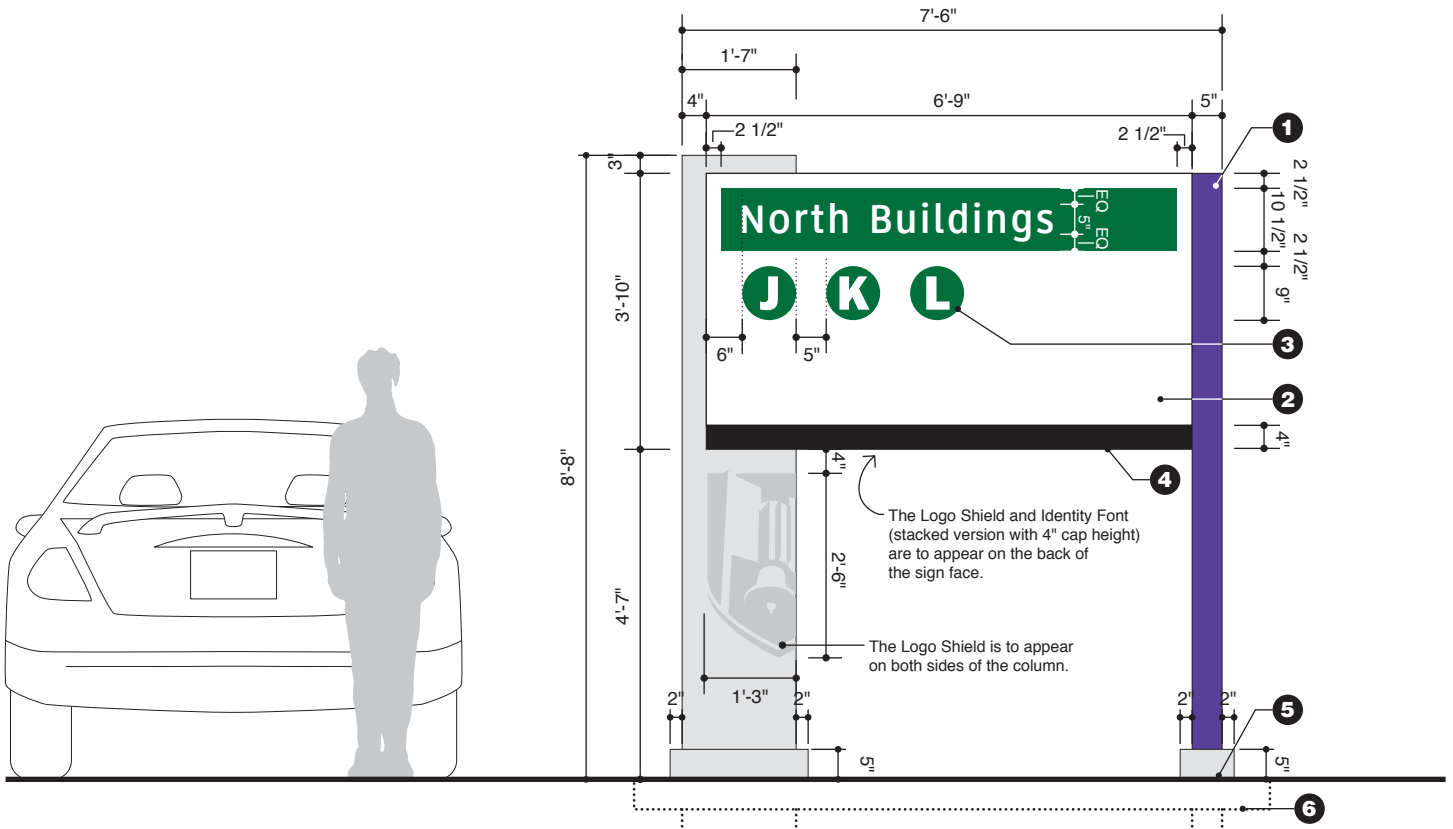 7'-6"
1'-7"
4" 6'-9" 5"
2 1/2" 2 1/2"
1
3"
2 1/2"
North Buildings
EQ
5"
EQ
10 1/2"
2 1/2"
J K L
9"
3'-10"
6" 5"
3
2
4"
8'-8"
4"
4
The Logo Shield and Identity Font
(stacked version with 4" cap height)
are to appear on the back of
the sign face.
2'-6"
4'-7"
The Logo Shield is to appear
on both sides of the column.
2" 1'-3" 2" 2" 2"
5
5" 5"
6